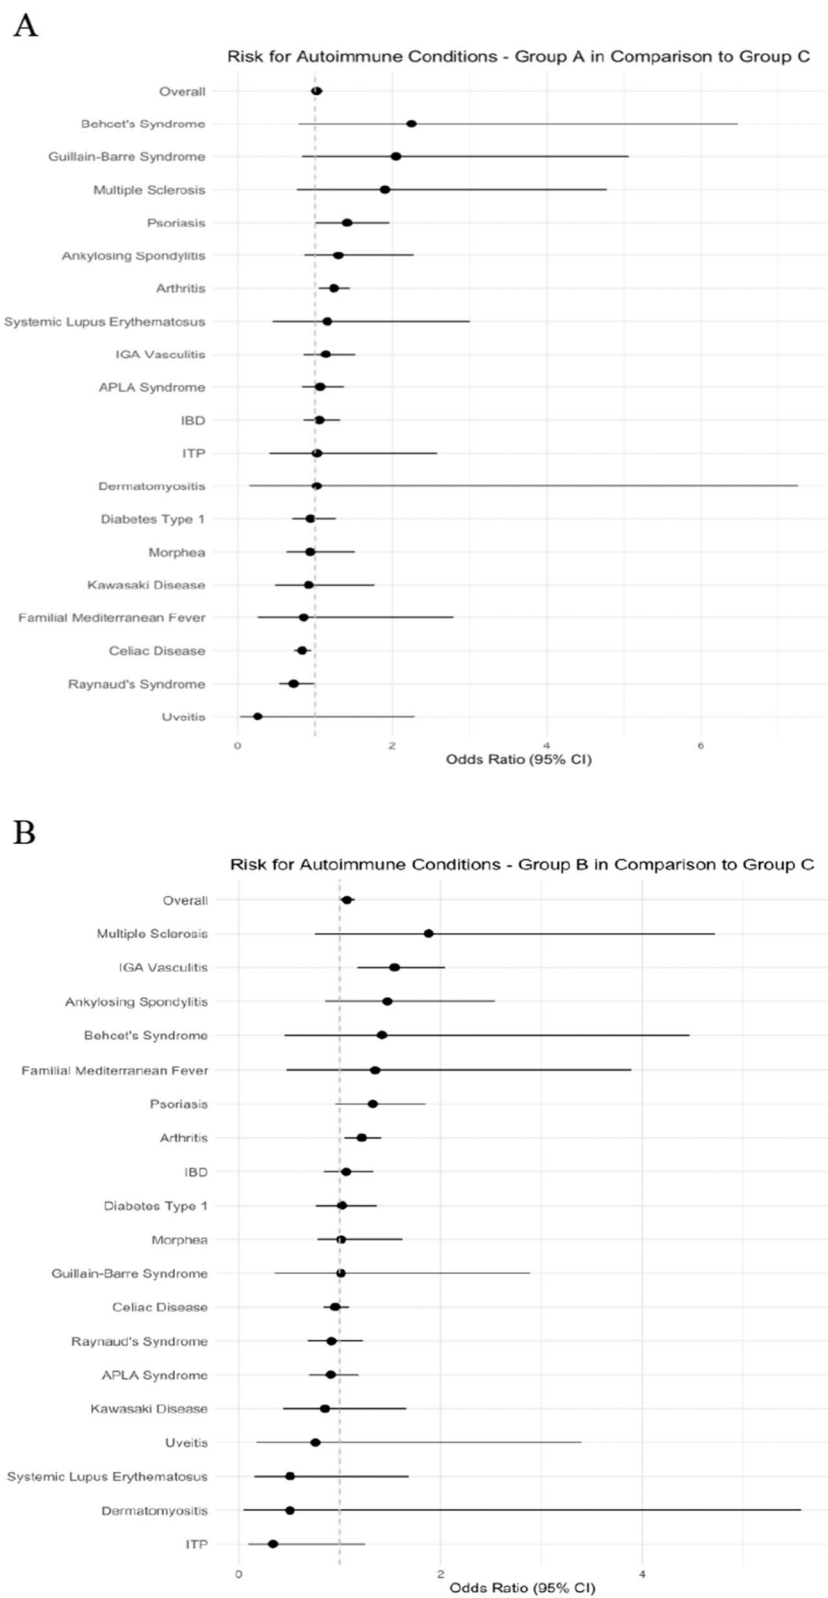 A
Risk for Autoimmune Conditions - Group A in Comparison to Group C
Overall
Behcet's Syndrome
Guillain-Barre Syndrome
Multiple Sclerosis
Psoriasis
Ankylosing Spondylitis
Arthritis
Systemic Lupus Erythematosus
IGA Vasculitis
APLA Syndrome
IBD
ITP
Dermatomyositis
Diabetes Type 1
Morphea
Kawasaki Disease
Familial Mediterranean Fever
Celiac Disease
Raynaud's Syndrome
Uveitis
0 2 4 6
Odds Ratio (95% CI)
B
Risk for Autoimmune Conditions - Group B in Comparison to Group C
Overall
Multiple Sclerosis
IGA Vasculitis
Ankylosing Spondylitis
Behcet's Syndrome
Familial Mediterranean Fever
Psoriasis
Arthritis
IBD
Diabetes Type 1
Morphea
Guillain-Barre Syndrome
Celiac Disease
Raynaud's Syndrome
APLA Syndrome
Kawasaki Disease
Uveitis
Systemic Lupus Erythematosus
Dermatomyositis
ITP
0 2 4
Odds Ratio (95% CI)